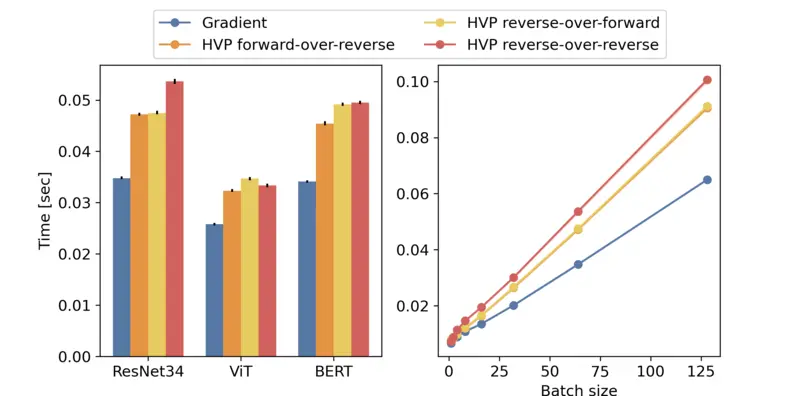 Gradient
HVP forward-over-reverse
HVP reverse-over-forward
HVP reverse-over-reverse
Time [sec]
0.05
0.04
0.03
0.02
0.01
0.00
ResNet34 ViT BERT
0.10
0.08
0.06
0.04
0.02
0 25 50 75 100 125
Batch size